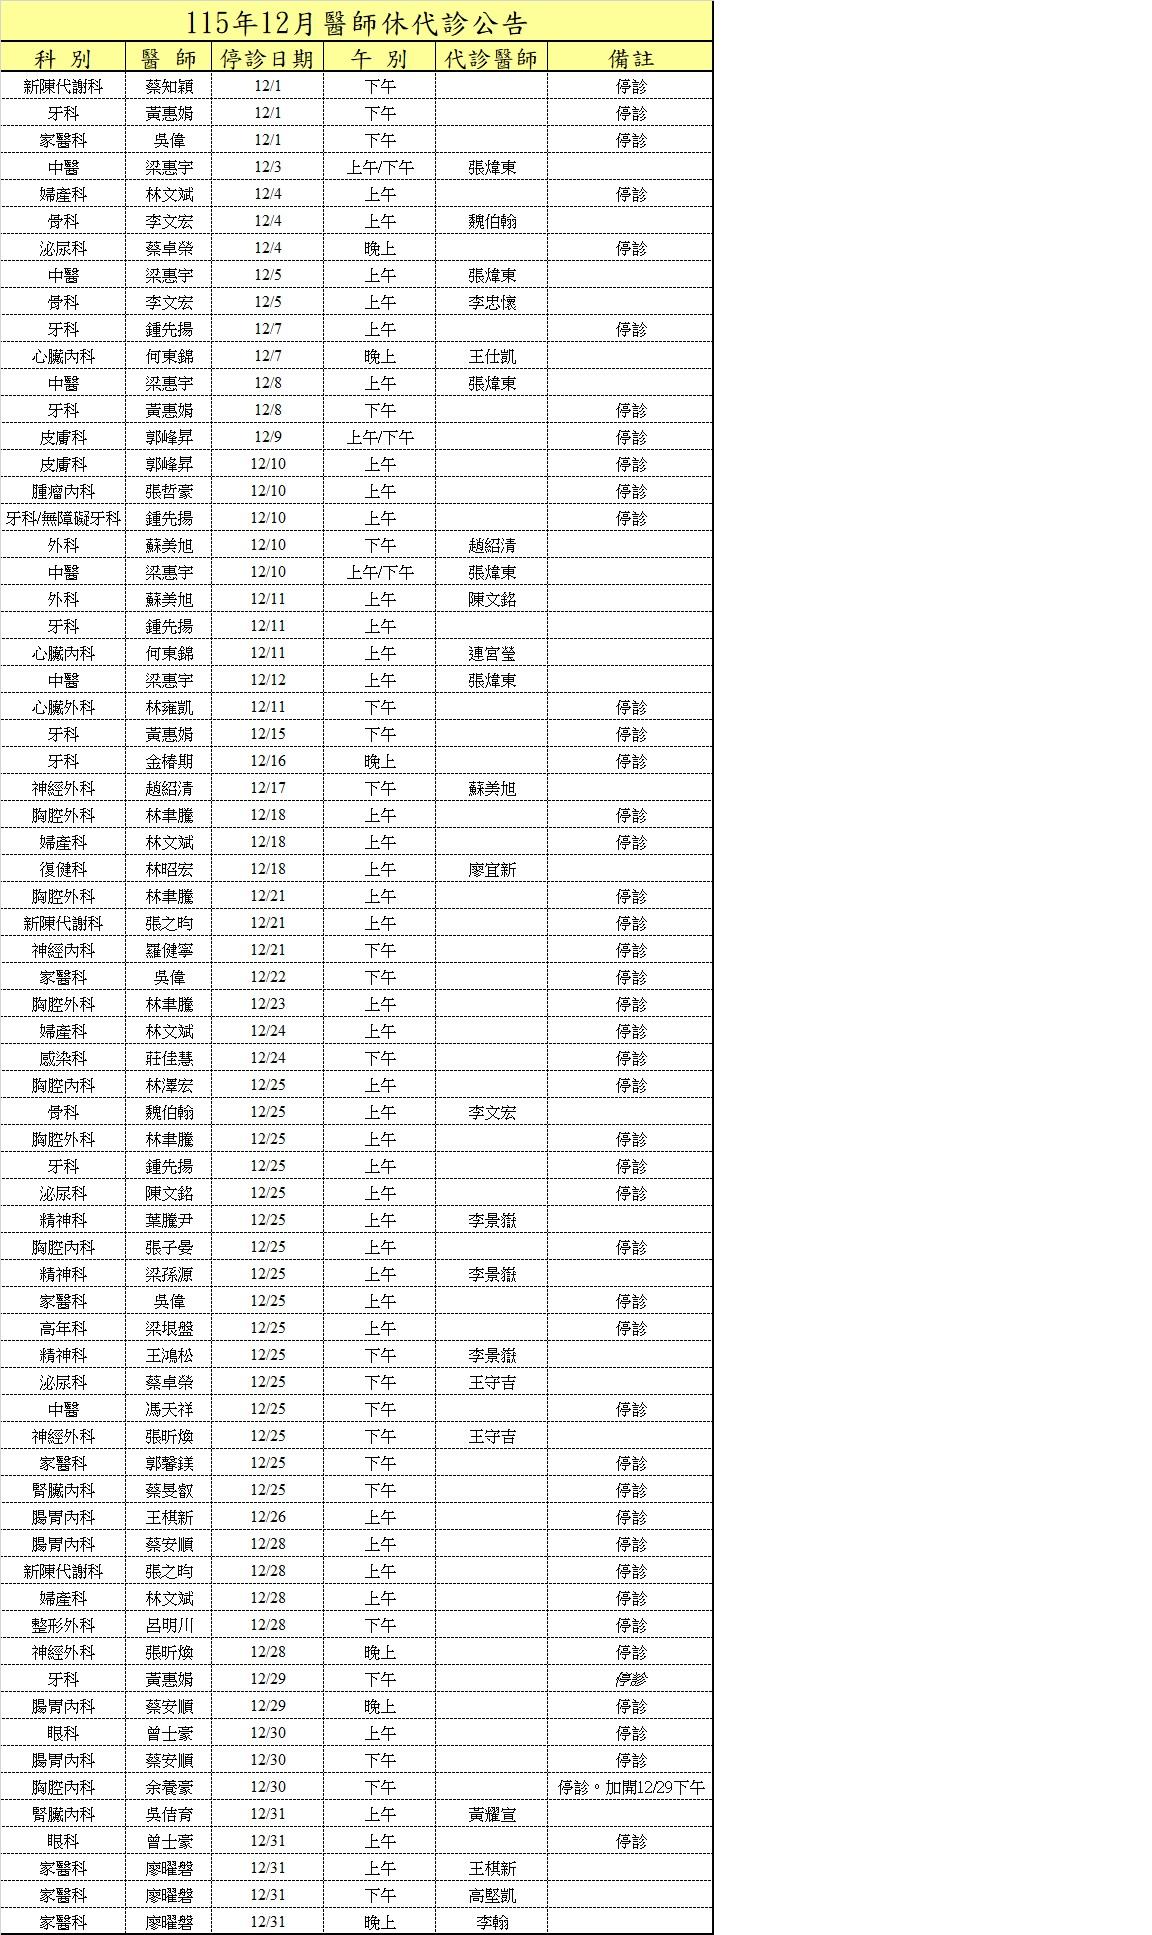 115年12月醫師休代診公告
科 別 醫 師 停診日期 午 別 代診醫師 備註
新陳代謝科 蔡知穎 12/1 下午 停診
牙科 黃惠娟 12/1 下午 停診
家醫科 吳偉 12/1 下午 停診
中醫 梁惠宇 12/3 上午/下午 張煒東
婦產科 林文斌 12/4 上午 停診
骨科 李文宏 12/4 上午 魏伯翰
泌尿科 蔡卓榮 12/4 晚上 停診
中醫 梁惠宇 12/5 上午 張煒東
骨科 李文宏 12/5 上午 李忠懷
牙科 鍾先揚 12/7 上午 停診
心臟內科 何東錦 12/7 晚上 王仕凱
中醫 梁惠宇 12/8 上午 張煒東
牙科 黃惠娟 12/8 下午 停診
皮膚科 郭峰昇 12/9 上午/下午 停診
皮膚科 郭峰昇 12/10 上午 停診
腫瘤內科 張哲豪 12/10 上午 停診
牙科/無障礙牙科 鍾先揚 12/10 上午 停診
外科 蘇美旭 12/10 下午 趙紹清
中醫 梁惠宇 12/10 上午/下午 張煒東
外科 蘇美旭 12/11 上午 陳文銘
牙科 鍾先揚 12/11 上午
心臟內科 何東錦 12/11 上午 連宮瑩
中醫 梁惠宇 12/12 上午 張煒東
心臟外科 林雍凱 12/11 下午 停診
牙科 黃惠娟 12/15 下午 停診
牙科 金椿期 12/16 晚上 停診
神經外科 趙紹清 12/17 下午 蘇美旭
胸腔外科 林聿騰 12/18 上午 停診
婦產科 林文斌 12/18 上午 停診
復健科 林昭宏 12/18 上午 廖宜新
胸腔外科 林聿騰 12/21 上午 停診
新陳代謝科 張之昀 12/21 上午 停診
神經內科 羅健寧 12/21 下午 停診
家醫科 吳偉 12/22 下午 停診
胸腔外科 林聿騰 12/23 上午 停診
婦產科 林文斌 12/24 上午 停診
感染科 莊佳慧 12/24 下午 停診
胸腔內科 林澤宏 12/25 上午 停診
骨科 魏伯翰 12/25 上午 李文宏
胸腔外科 林聿騰 12/25 上午 停診
牙科 鍾先揚 12/25 上午 停診
泌尿科 陳文銘 12/25 上午 停診
精神科 葉騰尹 12/25 上午 李景嶽
胸腔內科 張子晏 12/25 上午 停診
精神科 梁孫源 12/25 上午 李景嶽
家醫科 吳偉 12/25 上午 停診
高年科 梁垠盤 12/25 上午 停診
精神科 王鴻松 12/25 下午 李景嶽
泌尿科 蔡卓榮 12/25 下午 王守吉
中醫 馮天祥 12/25 下午 停診
神經外科 張昕煥 12/25 下午 王守吉
家醫科 郭馨鎂 12/25 下午 停診
腎臟內科 蔡旻叡 12/25 下午 停診
腸胃內科 王棋新 12/26 上午 停診
腸胃內科 蔡安順 12/28 上午 停診
新陳代謝科 張之昀 12/28 上午 停診
婦產科 林文斌 12/28 上午 停診
整形外科 呂明川 12/28 下午 停診
神經外科 張昕煥 12/28 晚上 停診
牙科 黃惠娟 12/29 下午 停診
腸胃內科 蔡安順 12/29 晚上 停診
眼科 曾士豪 12/30 上午 停診
腸胃內科 蔡安順 12/30 下午 停診
胸腔內科 余養豪 12/30 下午 停診。加開12/29下午
腎臟內科 吳佶育 12/31 上午 黃耀宣
眼科 曾士豪 12/31 上午 停診
家醫科 廖曜磐 12/31 上午 王棋新
家醫科 廖曜磐 12/31 下午 高堅凱
家醫科 廖曜磐 12/31 晚上 李翰